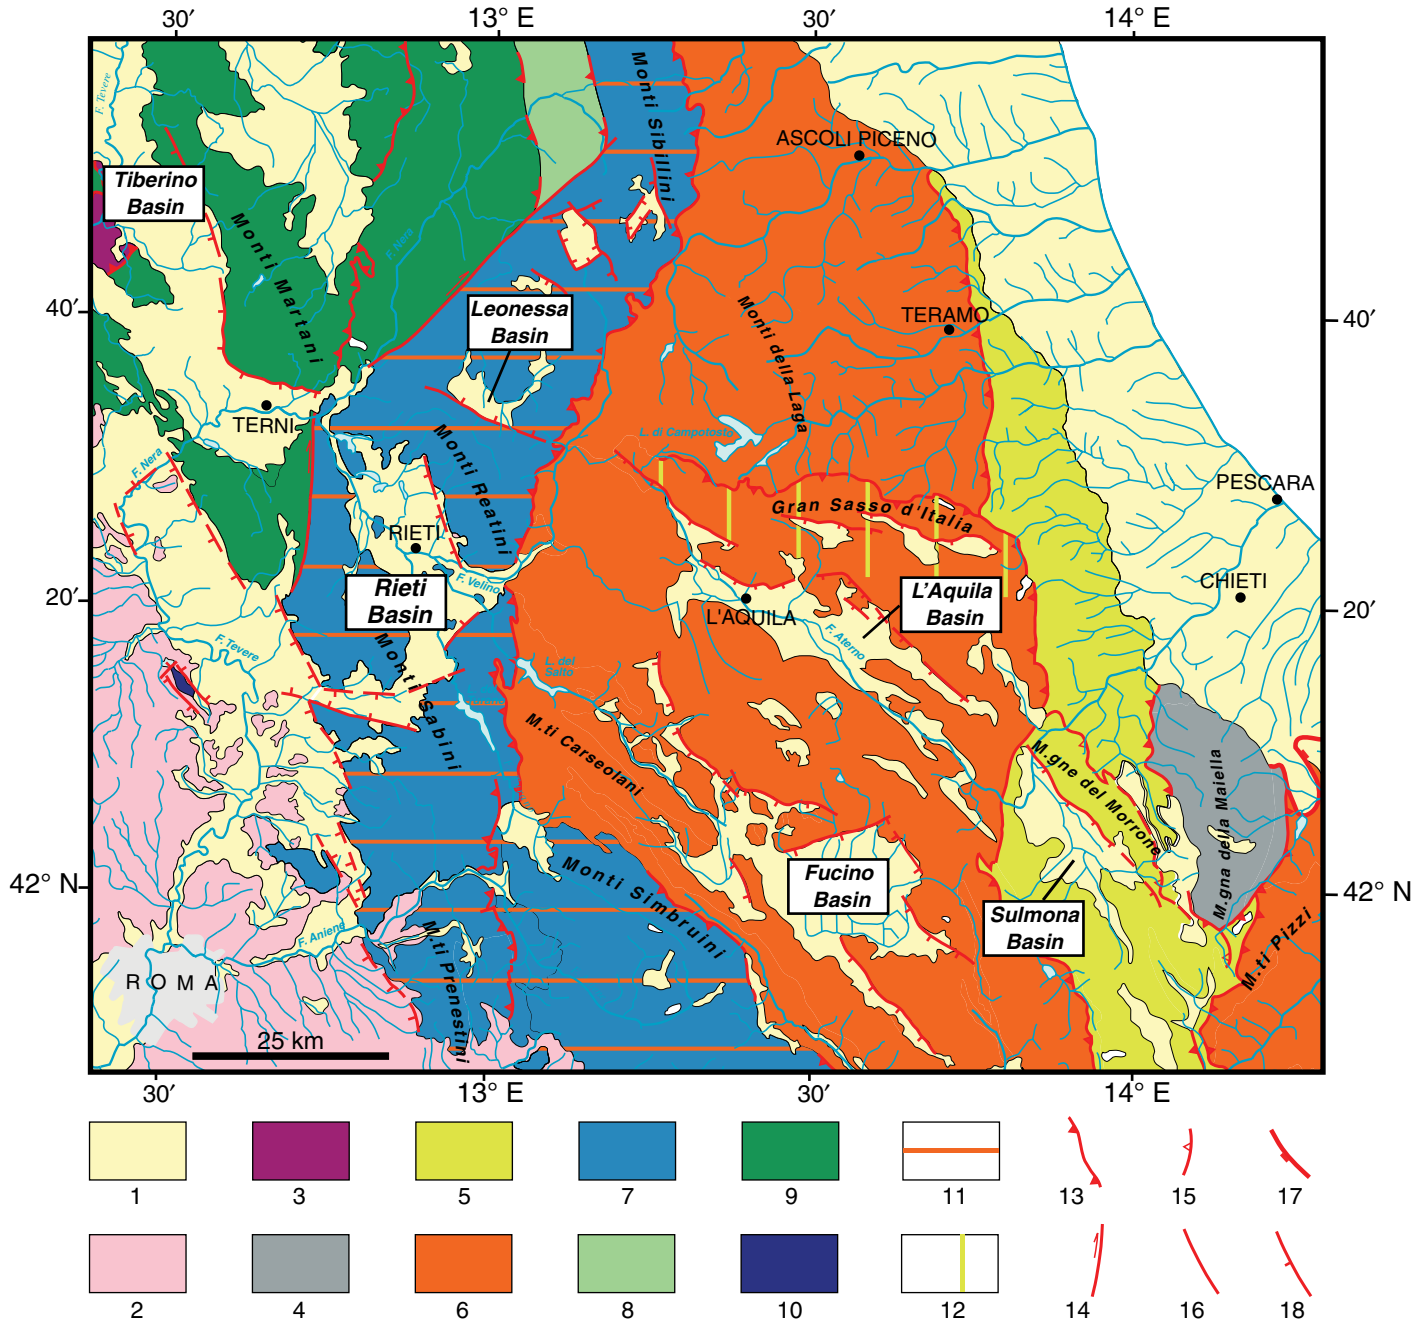 30′
13° E
30′
14° E
F. Tevere
Monti Sibillini
ASCOLI PICENO
Tiberino
Basin
Monti Martani
F. Nera
40′
Leonessa
Basin
Monti della Laga
TERAMO
40′
TERNI
L. di Campotosto
Monti Reatini
F. Nera
PESCARA
Gran Sasso d'Italia
RIETI
F. Velino
CHIETI
20′
Rieti
Basin
L'Aquila
Basin
20′
L'AQUILA
F. Aterno
F. Tevere
Monti Sabini
L. del
Salto
M.ti Carseolani
M.gne del Morrone
M.gna della Maiella
42° N
Monti Simbruini
Fucino
Basin
42° N
Sulmona
Basin
F. Aniene
M.ti Prenestini
M.ti Pizzi
ROMA
25 km
30′
13° E
30′
14° E
1
3
5
7
9
11
13
15
17
2
4
6
8
10
12
14
16
18